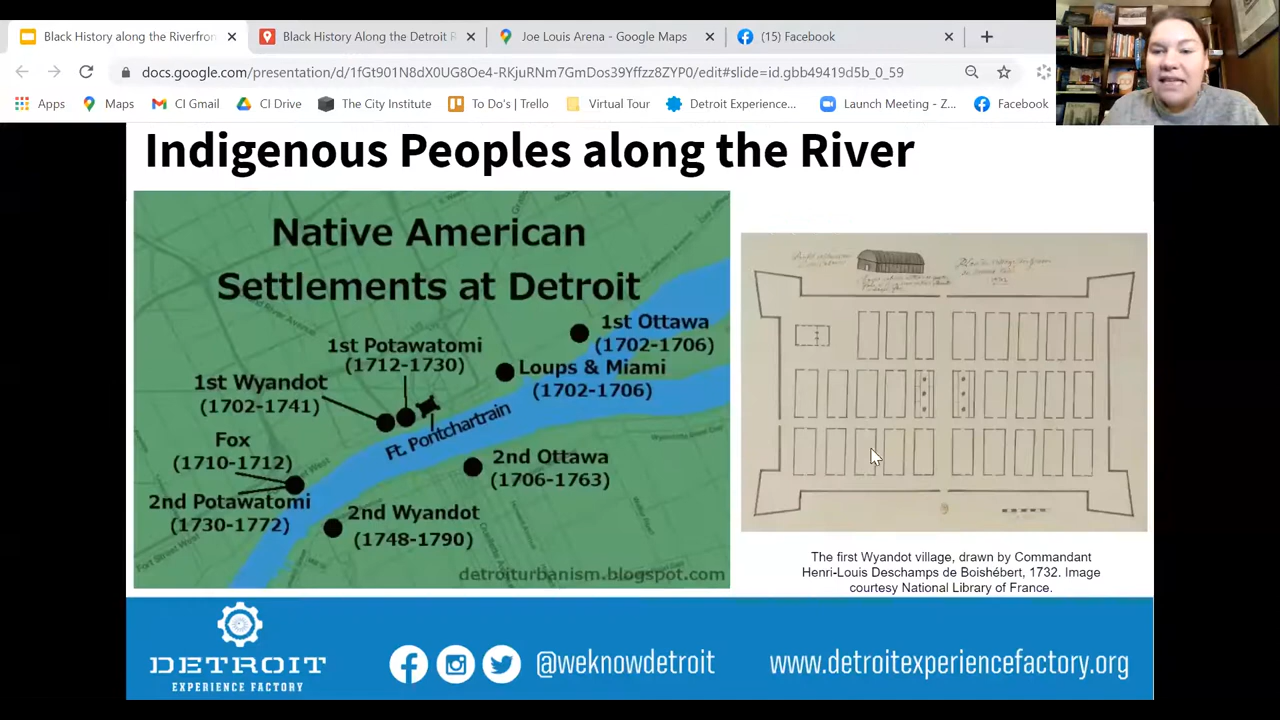 Black History along the Riverfron
Black History Along the Detroit R
Joe Louis Arena - Google Maps
(15) Facebook
docs.google.com/presentation/d/1fGt901N8dX0UG8Oe4-RKjuRNm7GmDos39Yffzz8ZYP0/edit#slide=id.gbb49419d5b_0_58
Apps
Maps
CI Gmail
CI Drive
The City Institute
To Do's | Trello
Virtual Tour
Detroit Experience...
Launch Meeting - Z...
Facebook
Indigenous Peoples along the River
Native American
Settlements at Detroit
1st Ottawa
(1702-1706)
1st Potawatomi
(1712-1730)
Loups & Miami
(1702-1706)
1st Wyandot
(1702-1741)
Ft. Pontchartrain
Fox
(1710-1712)
2nd Ottawa
(1706-1763)
2nd Potawatomi
(1730-1772)
2nd Wyandot
(1748-1790)
detroiturbanism.blogspot.com
The first Wyandot village, drawn by Commandant
Henri-Louis Deschamps de Boishébert, 1732. Image
courtesy National Library of France.
DETROIT
EXPERIENCE FACTORY
@weknowdetroit
www.detroitexperiencefactory.org